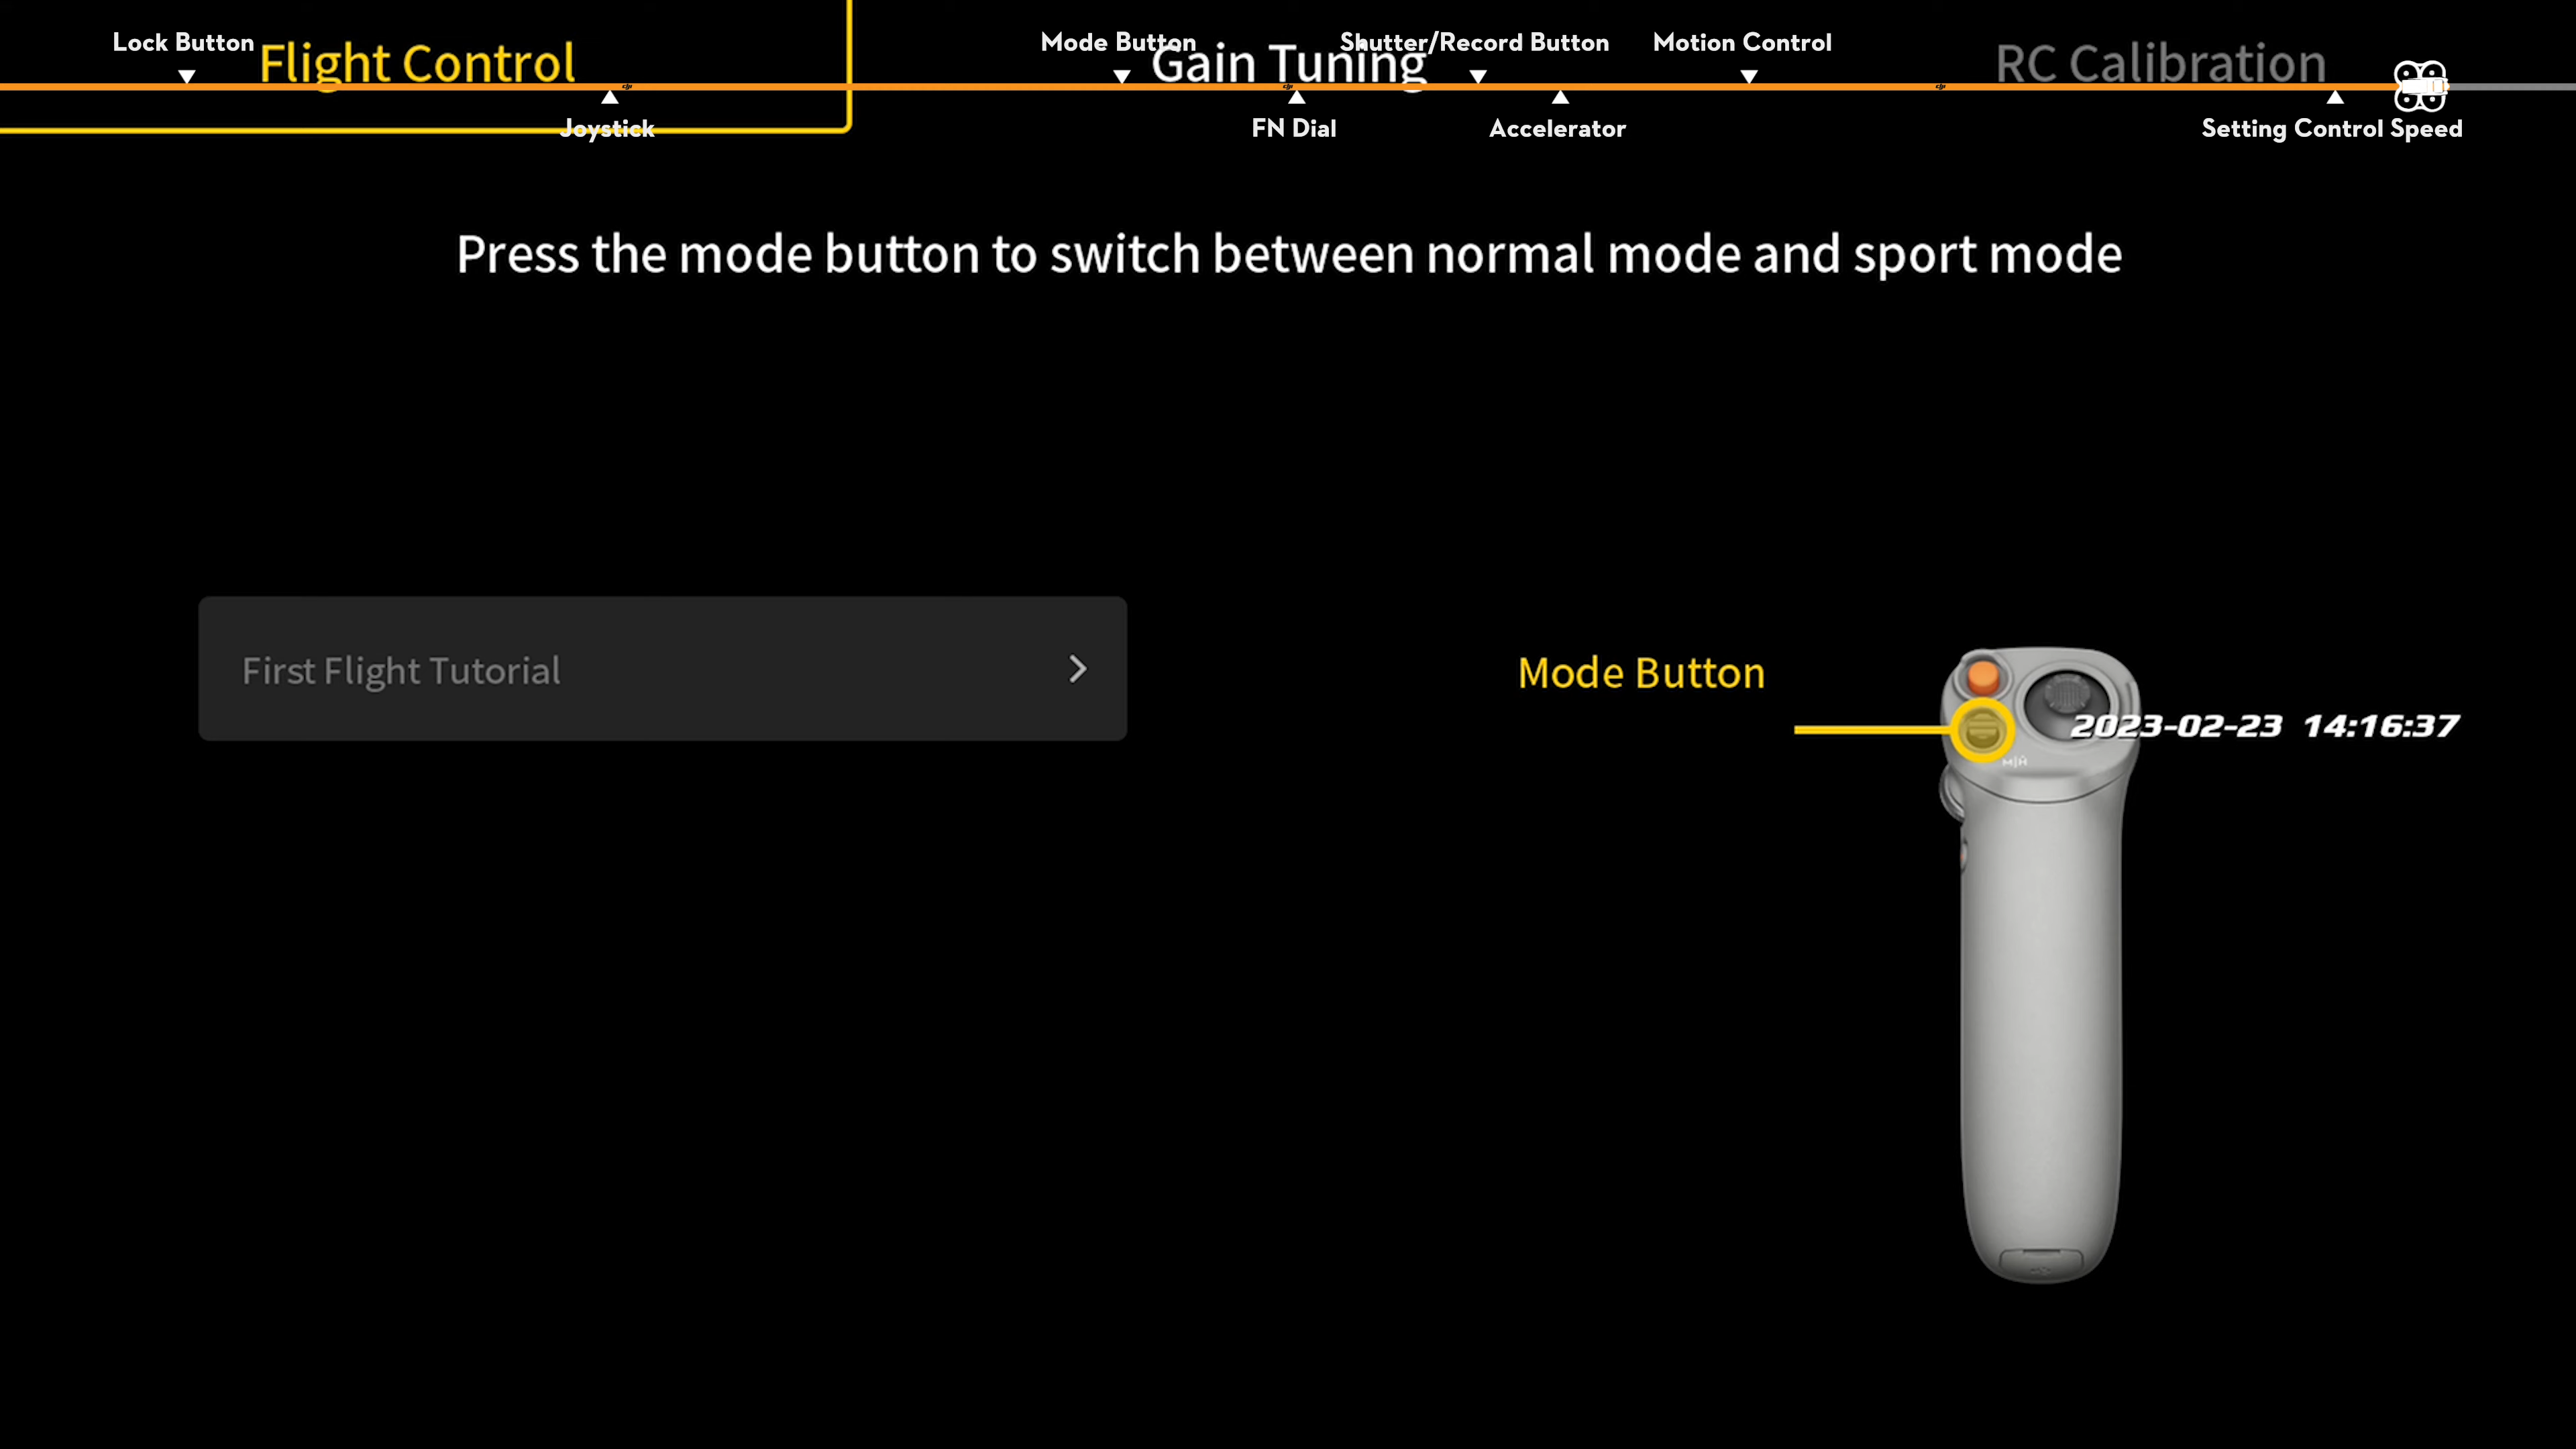 Lock Button
Mode Button
Shutter/Record Button
Motion Control
Flight Control
Gain Tuning
RC Calibration
Joystick
FN Dial
Accelerator
Setting Control Speed
Press the mode button to switch between normal mode and sport mode
First Flight Tutorial
Mode Button
2023-02-23 14:16:37